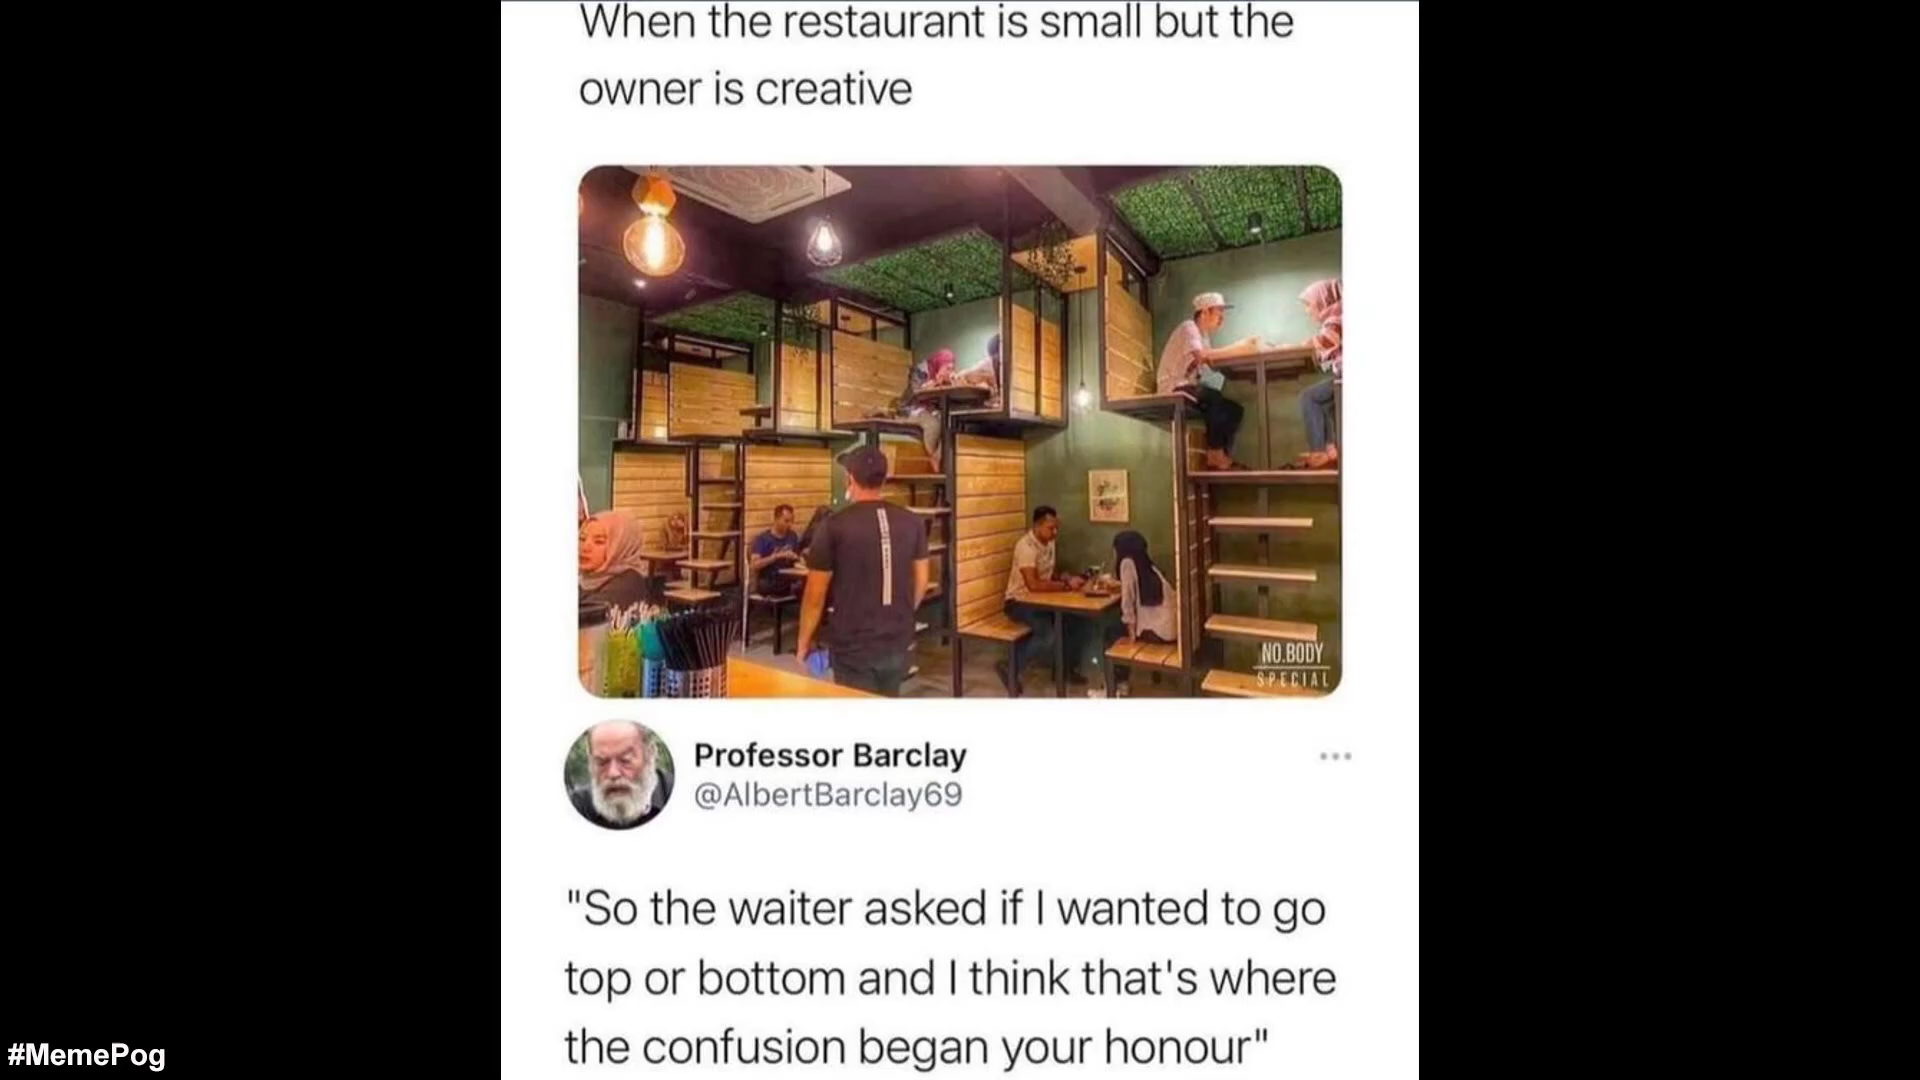 When the restaurant is small but the
owner is creative
NO.BODY
SPECIAL
Professor Barclay
@AlbertBarclay69
"So the waiter asked if I wanted to go
top or bottom and I think that's where
the confusion began your honour"
#MemePog